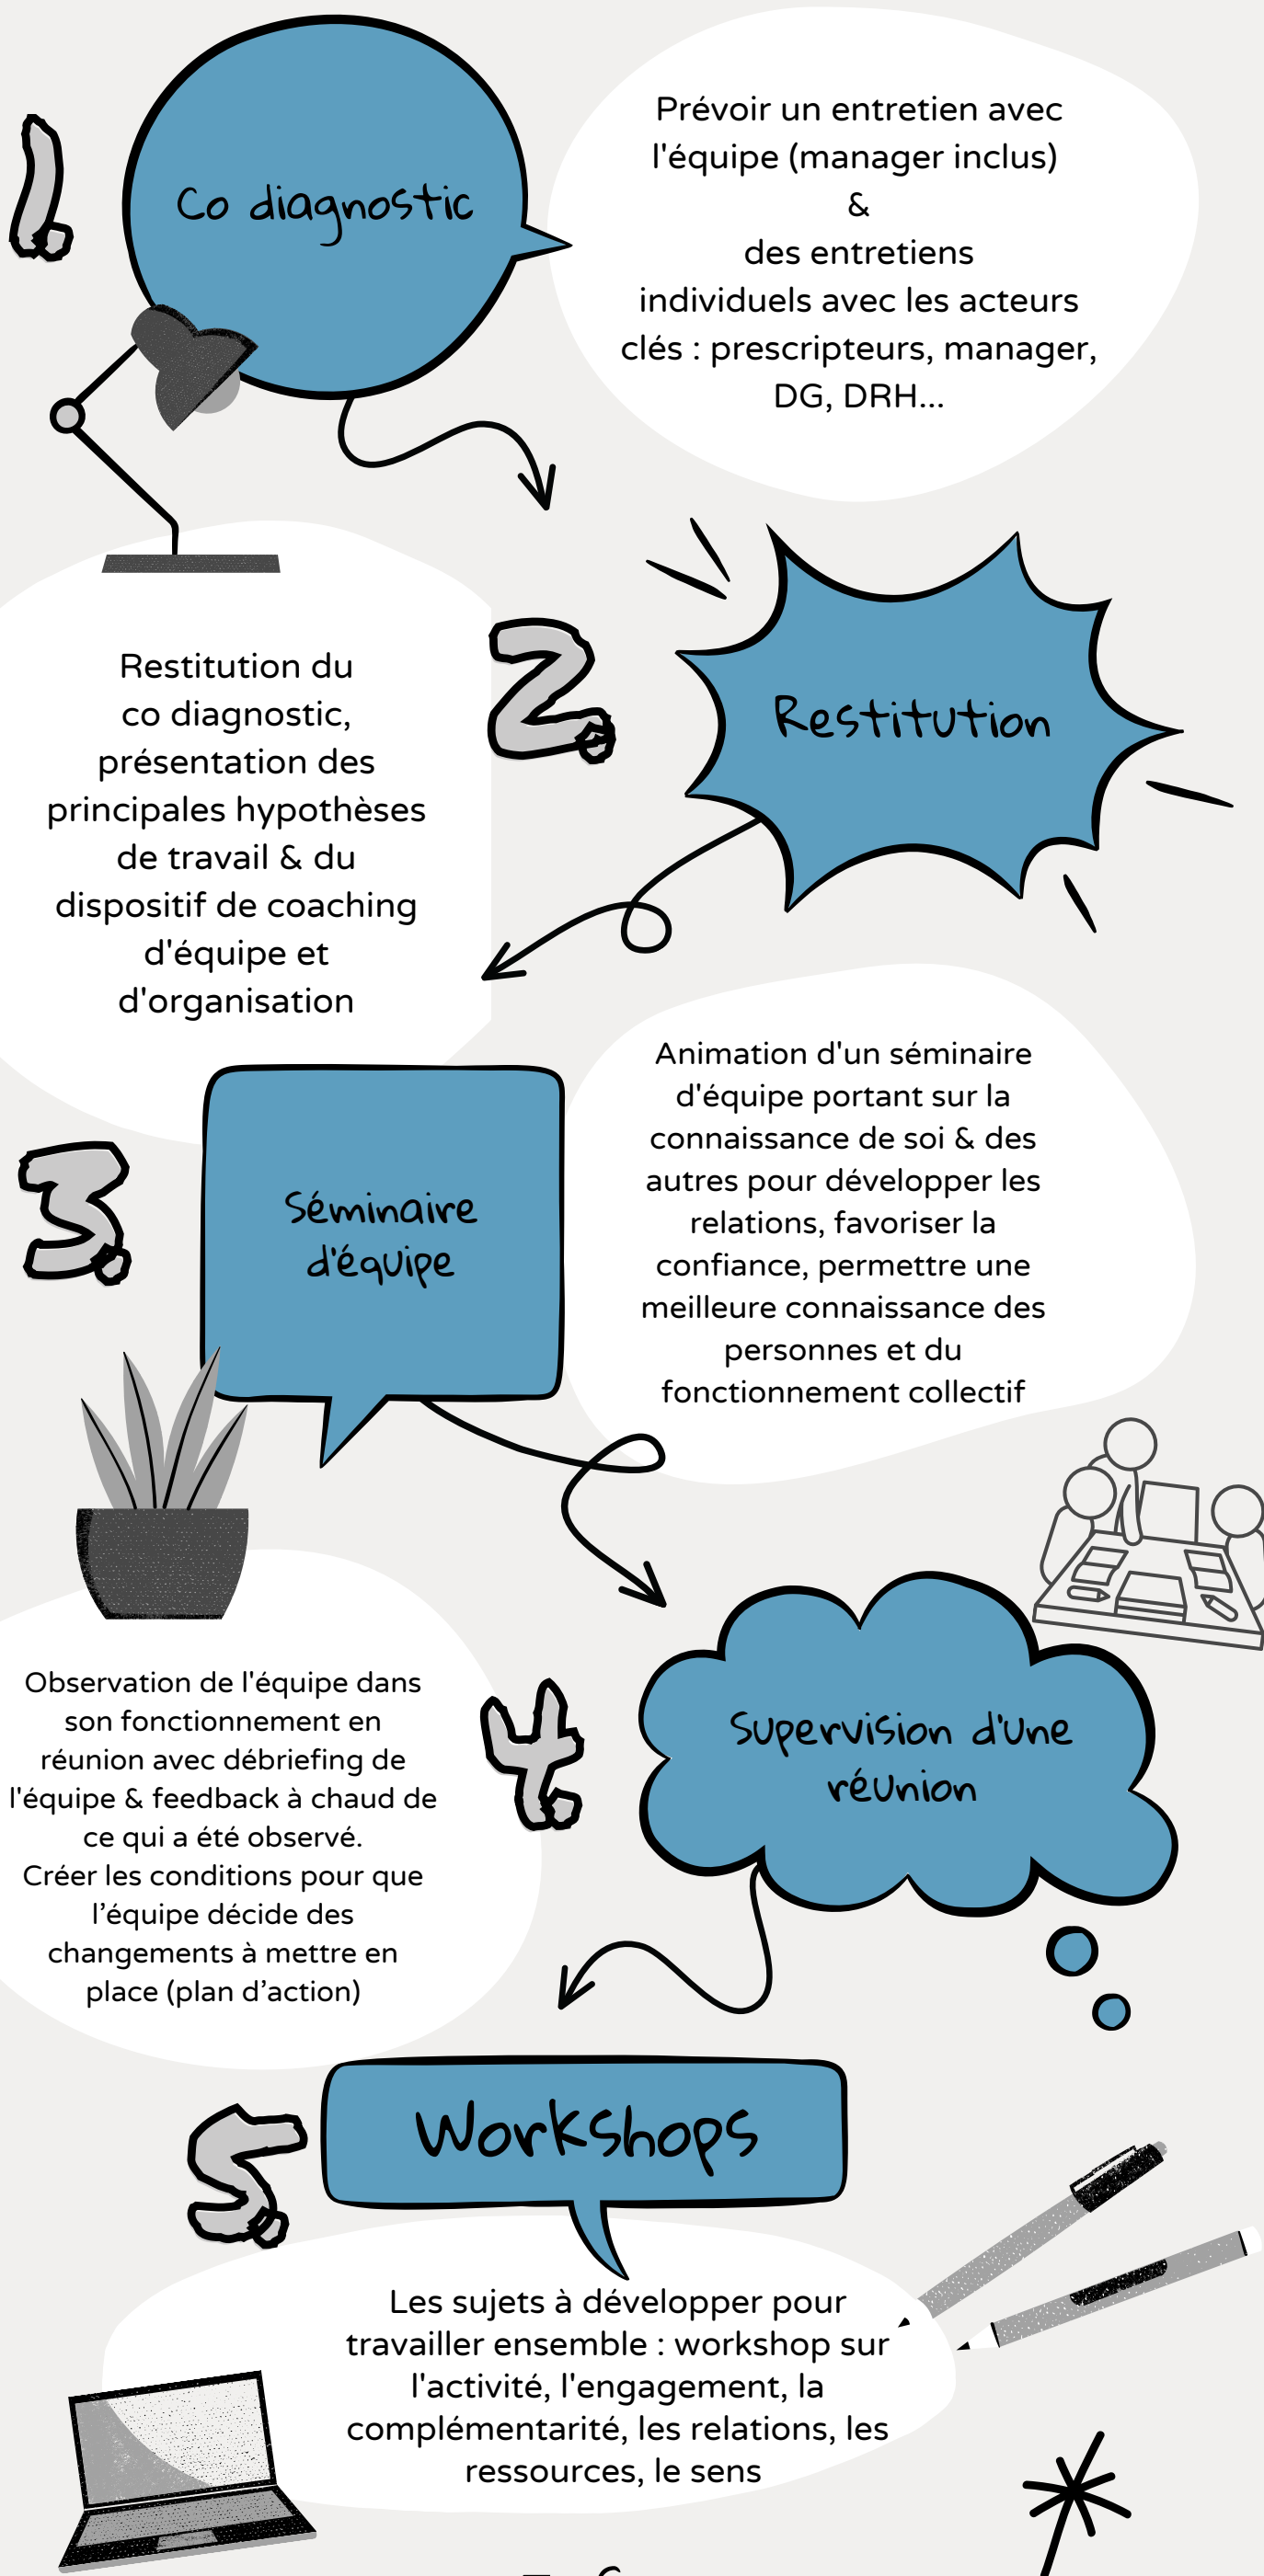 1.
Co diagnostic
Prévoir un entretien avec
l'équipe (manager inclus)
&
des entretiens
individuels avec les acteurs
clés : prescripteurs, manager,
DG, DRH...
2.
Restitution
Restitution du
co diagnostic,
présentation des
principales hypothèses
de travail & du
dispositif de coaching
d'équipe et
d'organisation
3.
Séminaire
d'équipe
Animation d'un séminaire
d'équipe portant sur la
connaissance de soi & des
autres pour développer les
relations, favoriser la
confiance, permettre une
meilleure connaissance des
personnes et du
fonctionnement collectif
4.
Supervision d'une
réunion
Observation de l'équipe dans
son fonctionnement en
réunion avec débriefing de
l'équipe & feedback à chaud de
ce qui a été observé.
Créer les conditions pour que
l’équipe décide des
changements à mettre en
place (plan d’action)
5.
Workshops
Les sujets à développer pour
travailler ensemble : workshop sur
l'activité, l'engagement, la
complémentarité, les relations, les
ressources, le sens